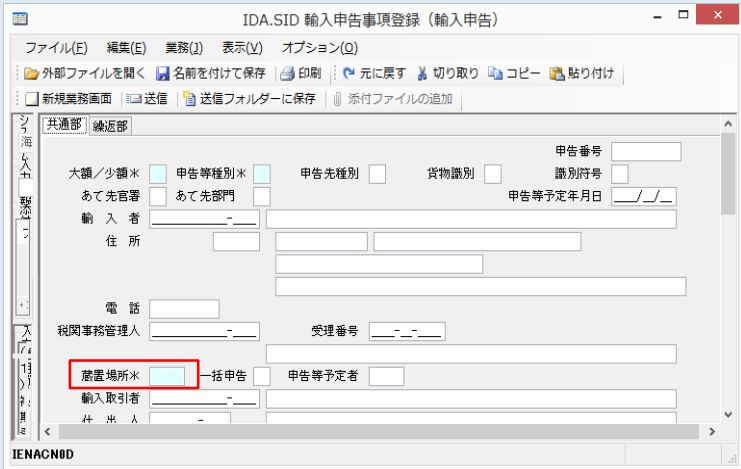 IDA.SID 輸入申告事項登録（輸入申告）
ファイル(F) 編集(E) 業務(J) 表示(V) オプション(O)
外部ファイルを開く 名前を付けて保存 印刷 元に戻す 切り取り コピー 貼り付け
新規業務画面 送信 送信フォルダーに保存 添付ファイルの追加
共通部 繰返部
申告番号
大額／少額＊ 申告等種別＊ 申告先種別 貨物識別 識別符号
あて先官署 あて先部門 申告等予定年月日 ____/__/__
輸 入 者 -
住 所
電 話
税関事務管理人 - 受理番号 ___-__-____
蔵置場所＊ 一括申告 申告等予定者
輸入取引者 -
仕 出 人 -
IENACN0D